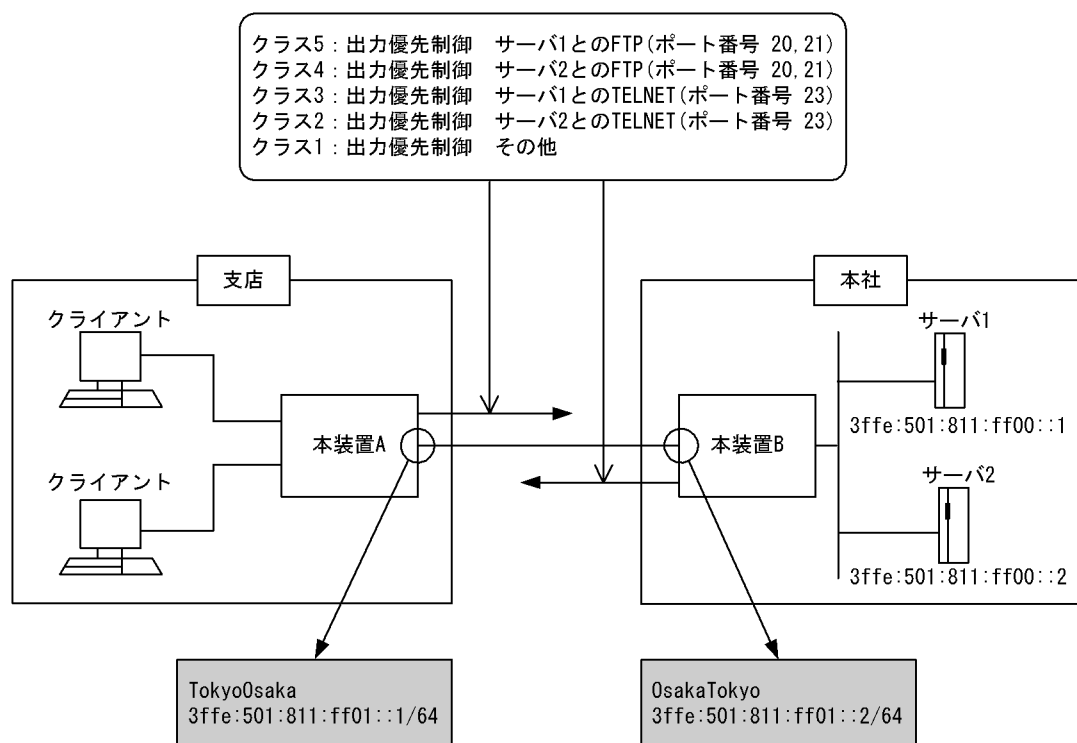 クラス5：出力優先制御　サーバ1とのFTP(ポート番号 20,21)
クラス4：出力優先制御　サーバ2とのFTP(ポート番号 20,21)
クラス3：出力優先制御　サーバ1とのTELNET(ポート番号 23)
クラス2：出力優先制御　サーバ2とのTELNET(ポート番号 23)
クラス1：出力優先制御　その他
支店
本社
クライアント
サーバ1
3ffe:501:811:ff00::1
本装置A
本装置B
クライアント
サーバ2
3ffe:501:811:ff00::2
TokyoOsaka
3ffe:501:811:ff01::1/64
OsakaTokyo
3ffe:501:811:ff01::2/64